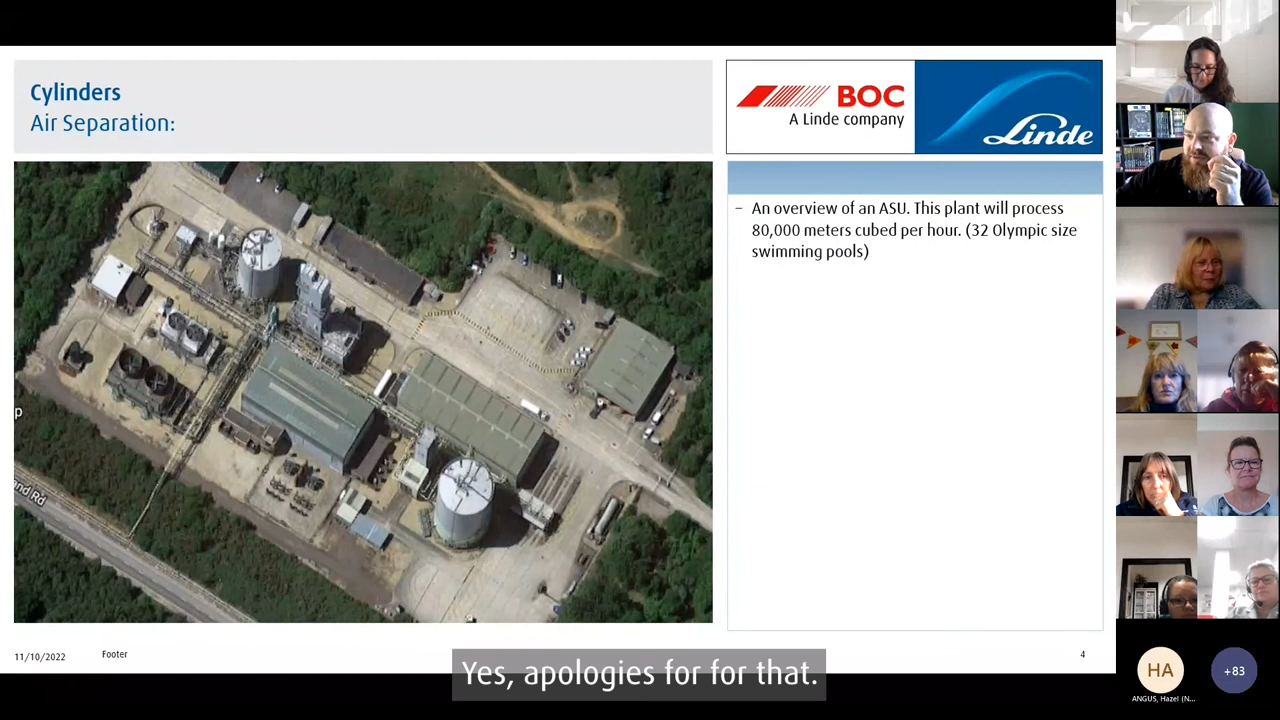 Cylinders
Air Separation:
BOC
A Linde company
Linde
– An overview of an ASU. This plant will process
80,000 meters cubed per hour. (32 Olympic size
swimming pools)
p
and Rd
11/10/2022
Footer
4
Yes, apologies for for that.
HA
+83
ANGUS, Hazel (N...